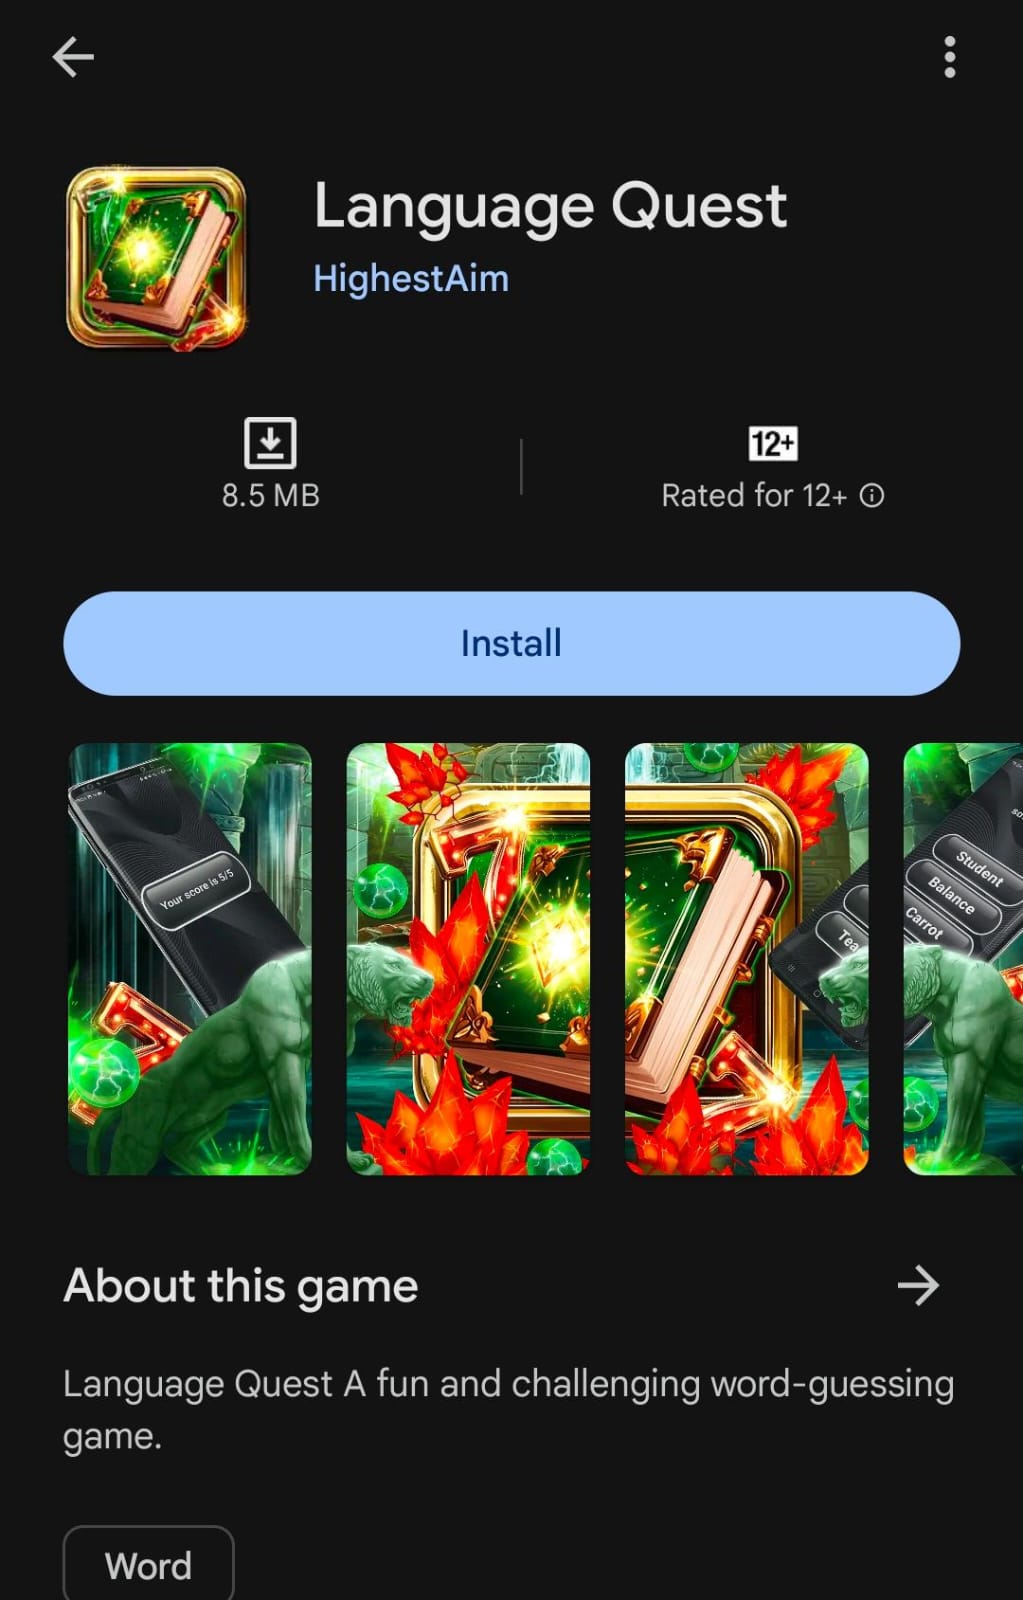 Language Quest
HighestAim
8.5 MB
12+
Rated for 12+
Install
Your score is 5/5
Tea
Student
Balance
Carrot
About this game
Language Quest A fun and challenging word-guessing
game.
Word